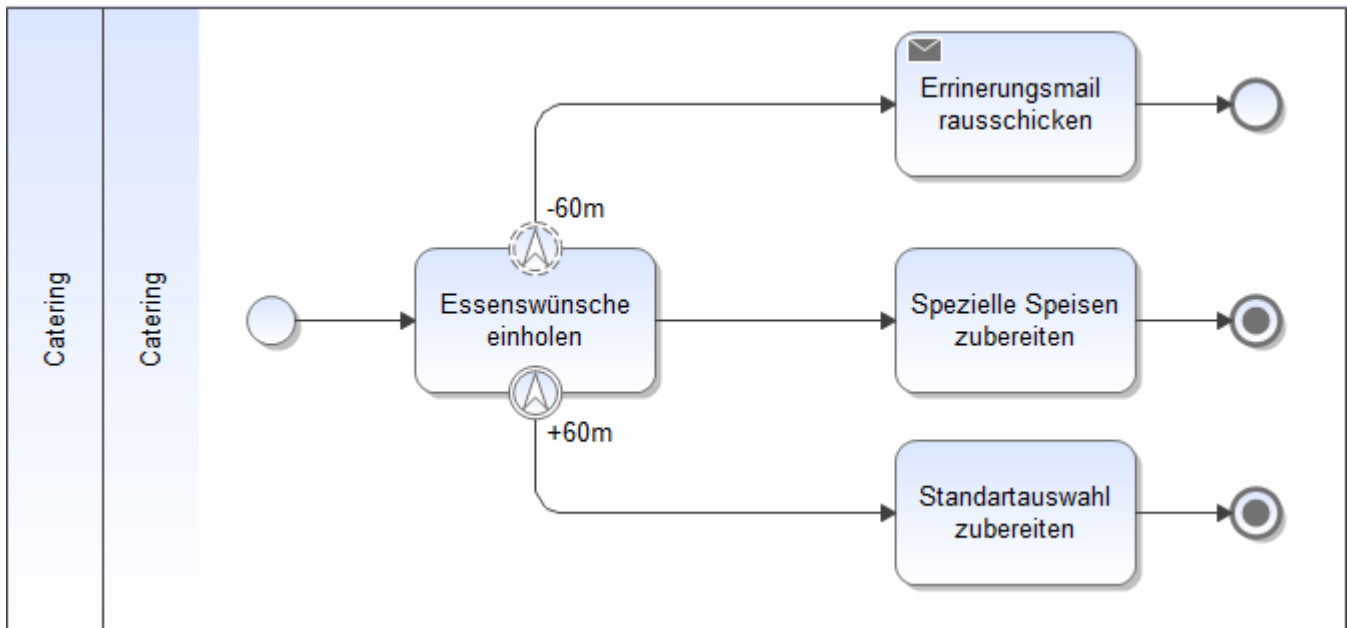 Catering
Catering
Errinerungsmail
rausschicken
-60m
Essenswünsche
einholen
Spezielle Speisen
zubereiten
+60m
Standartauswahl
zubereiten